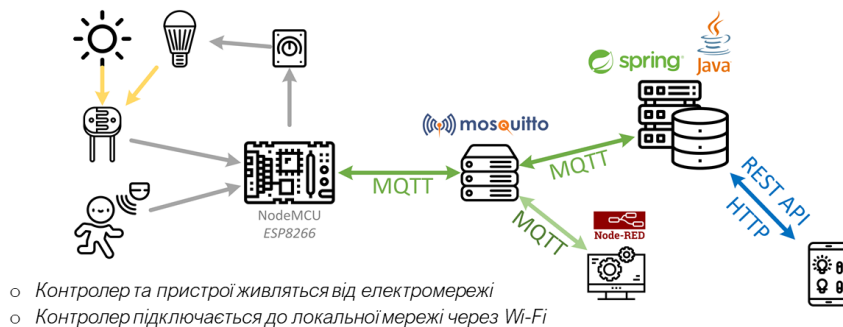 spring
Java
mosquitto
MQTT
MQTT
MQTT
REST API
HTTP
Node-RED
NodeMCU
ESP8266
○ Контролер та пристрої живляться від електромережі
○ Контролер підключається до локальної мережі через Wi-Fi